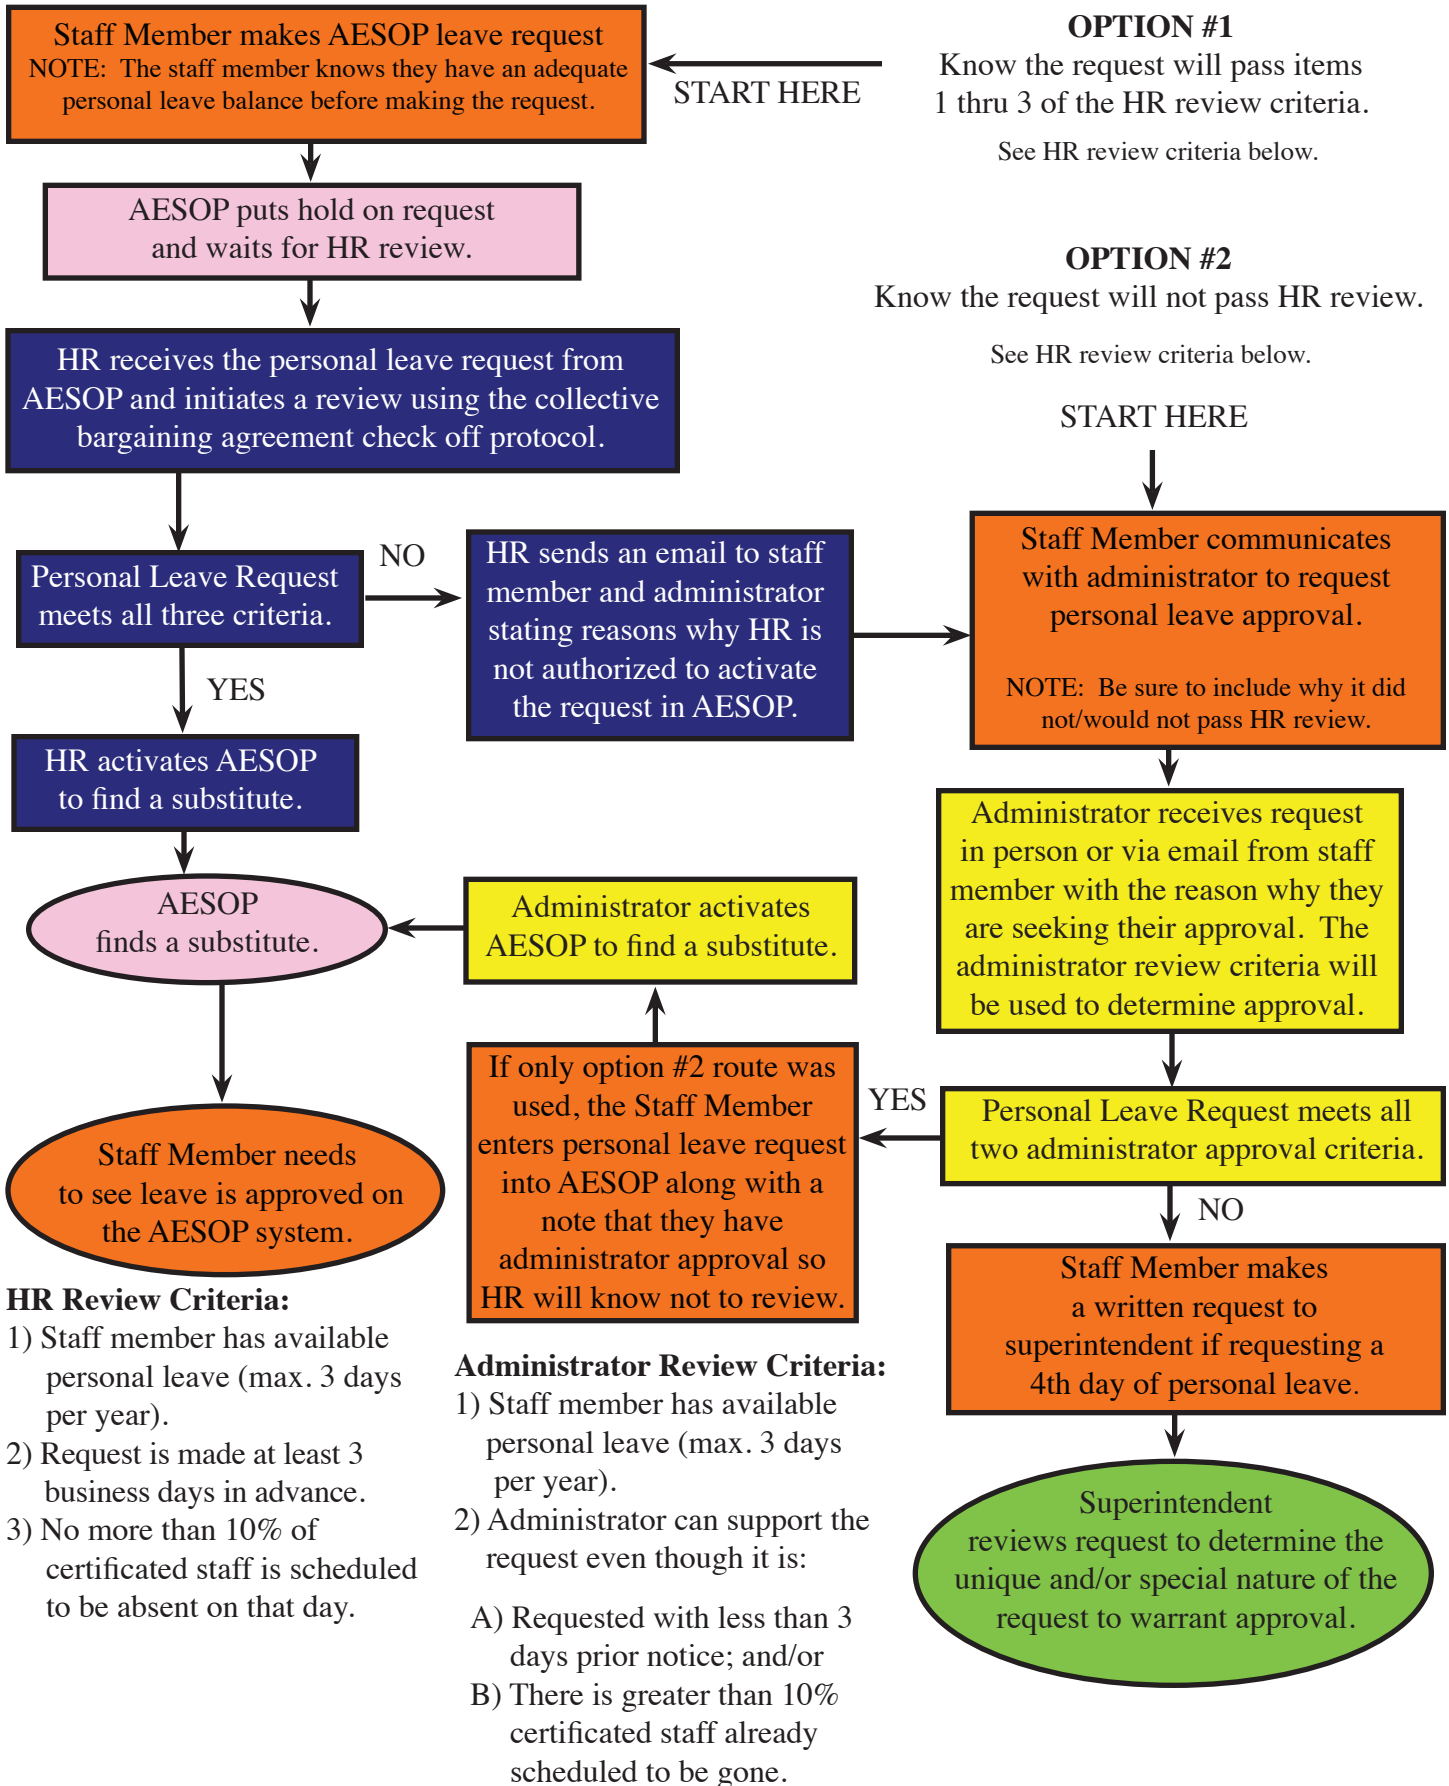 Staff Member makes AESOP leave request
NOTE:  The staff member knows they have an adequate
personal leave balance before making the request.
START HERE
OPTION #1
Know the request will pass items
1 thru 3 of the HR review criteria.
See HR review criteria below.
AESOP puts hold on request
and waits for HR review.
OPTION #2
Know the request will not pass HR review.
See HR review criteria below.
START HERE
HR receives the personal leave request from
AESOP and initiates a review using the collective
bargaining agreement check off protocol.
Personal Leave Request
meets all three criteria.
NO
HR sends an email to staff
member and administrator
stating reasons why HR is
not authorized to activate
the request in AESOP.
Staff Member communicates
with administrator to request
personal leave approval.
NOTE:  Be sure to include why it did
not/would not pass HR review.
YES
HR activates AESOP
to find a substitute.
Administrator receives request
in person or via email from staff
member with the reason why they
are seeking their approval.  The
administrator review criteria will
be used to determine approval.
AESOP
finds a substitute.
Administrator activates
AESOP to find a substitute.
If only option #2 route was
used, the Staff Member
enters personal leave request
into AESOP along with a
note that they have
administrator approval so
HR will know not to review.
YES
Personal Leave Request meets all
two administrator approval criteria.
NO
Staff Member needs
to see leave is approved on
the AESOP system.
Staff Member makes
a written request to
superintendent if requesting a
4th day of personal leave.
Superintendent
reviews request to determine the
unique and/or special nature of the
request to warrant approval.
HR Review Criteria:
1) Staff member has available
personal leave (max. 3 days
per year).
2) Request is made at least 3
business days in advance.
3) No more than 10% of
certificated staff is scheduled
to be absent on that day.
Administrator Review Criteria:
1) Staff member has available
personal leave (max. 3 days
per year).
2) Administrator can support the
request even though it is:
A) Requested with less than 3
days prior notice; and/or
B) There is greater than 10%
certificated staff already
scheduled to be gone.